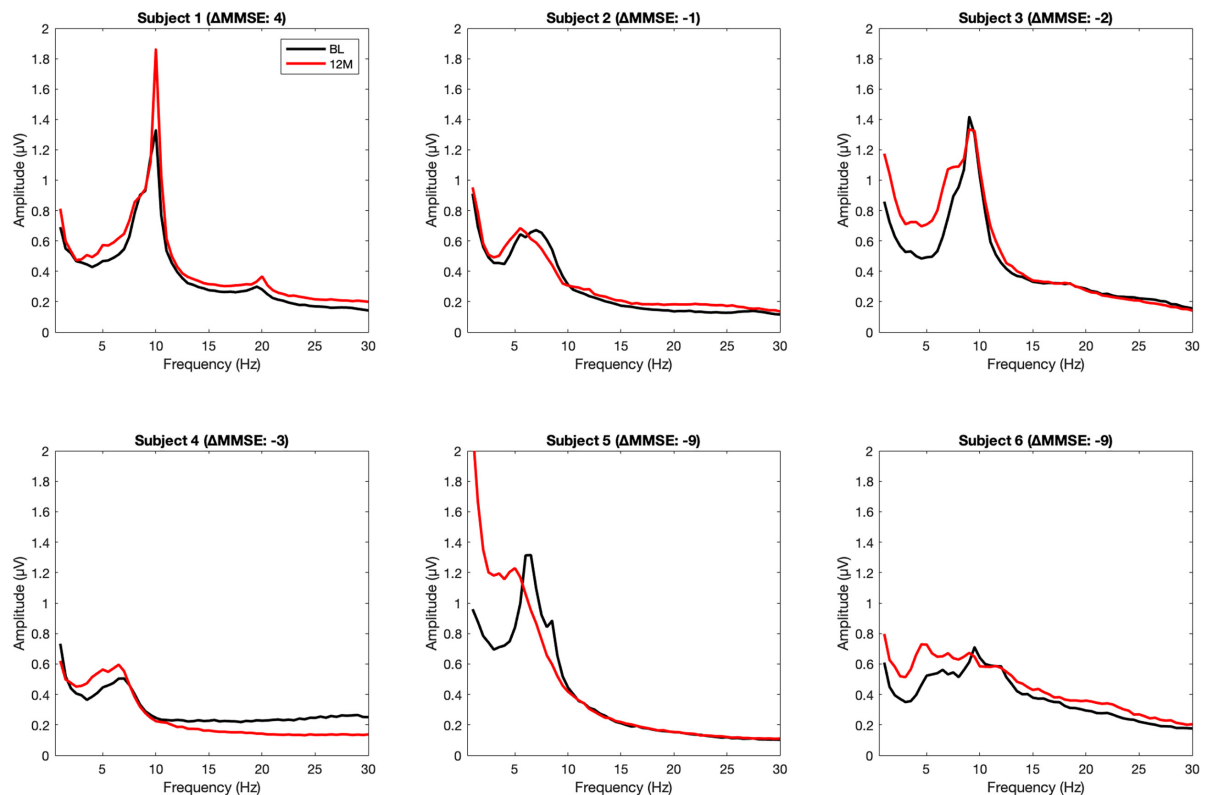 Subject 1 (ΔMMSE: 4)
Subject 2 (ΔMMSE: -1)
Subject 3 (ΔMMSE: -2)
BL
12M
Amplitude (µV)
2
1.8
1.6
1.4
1.2
1
0.8
0.6
0.4
0.2
0
5 10 15 20 25 30
Frequency (Hz)
Amplitude (µV)
2
1.8
1.6
1.4
1.2
1
0.8
0.6
0.4
0.2
0
5 10 15 20 25 30
Frequency (Hz)
Amplitude (µV)
2
1.8
1.6
1.4
1.2
1
0.8
0.6
0.4
0.2
0
5 10 15 20 25 30
Frequency (Hz)
Subject 4 (ΔMMSE: -3)
Subject 5 (ΔMMSE: -9)
Subject 6 (ΔMMSE: -9)
Amplitude (µV)
2
1.8
1.6
1.4
1.2
1
0.8
0.6
0.4
0.2
0
5 10 15 20 25 30
Frequency (Hz)
Amplitude (µV)
2
1.8
1.6
1.4
1.2
1
0.8
0.6
0.4
0.2
0
5 10 15 20 25 30
Frequency (Hz)
Amplitude (µV)
2
1.8
1.6
1.4
1.2
1
0.8
0.6
0.4
0.2
0
5 10 15 20 25 30
Frequency (Hz)